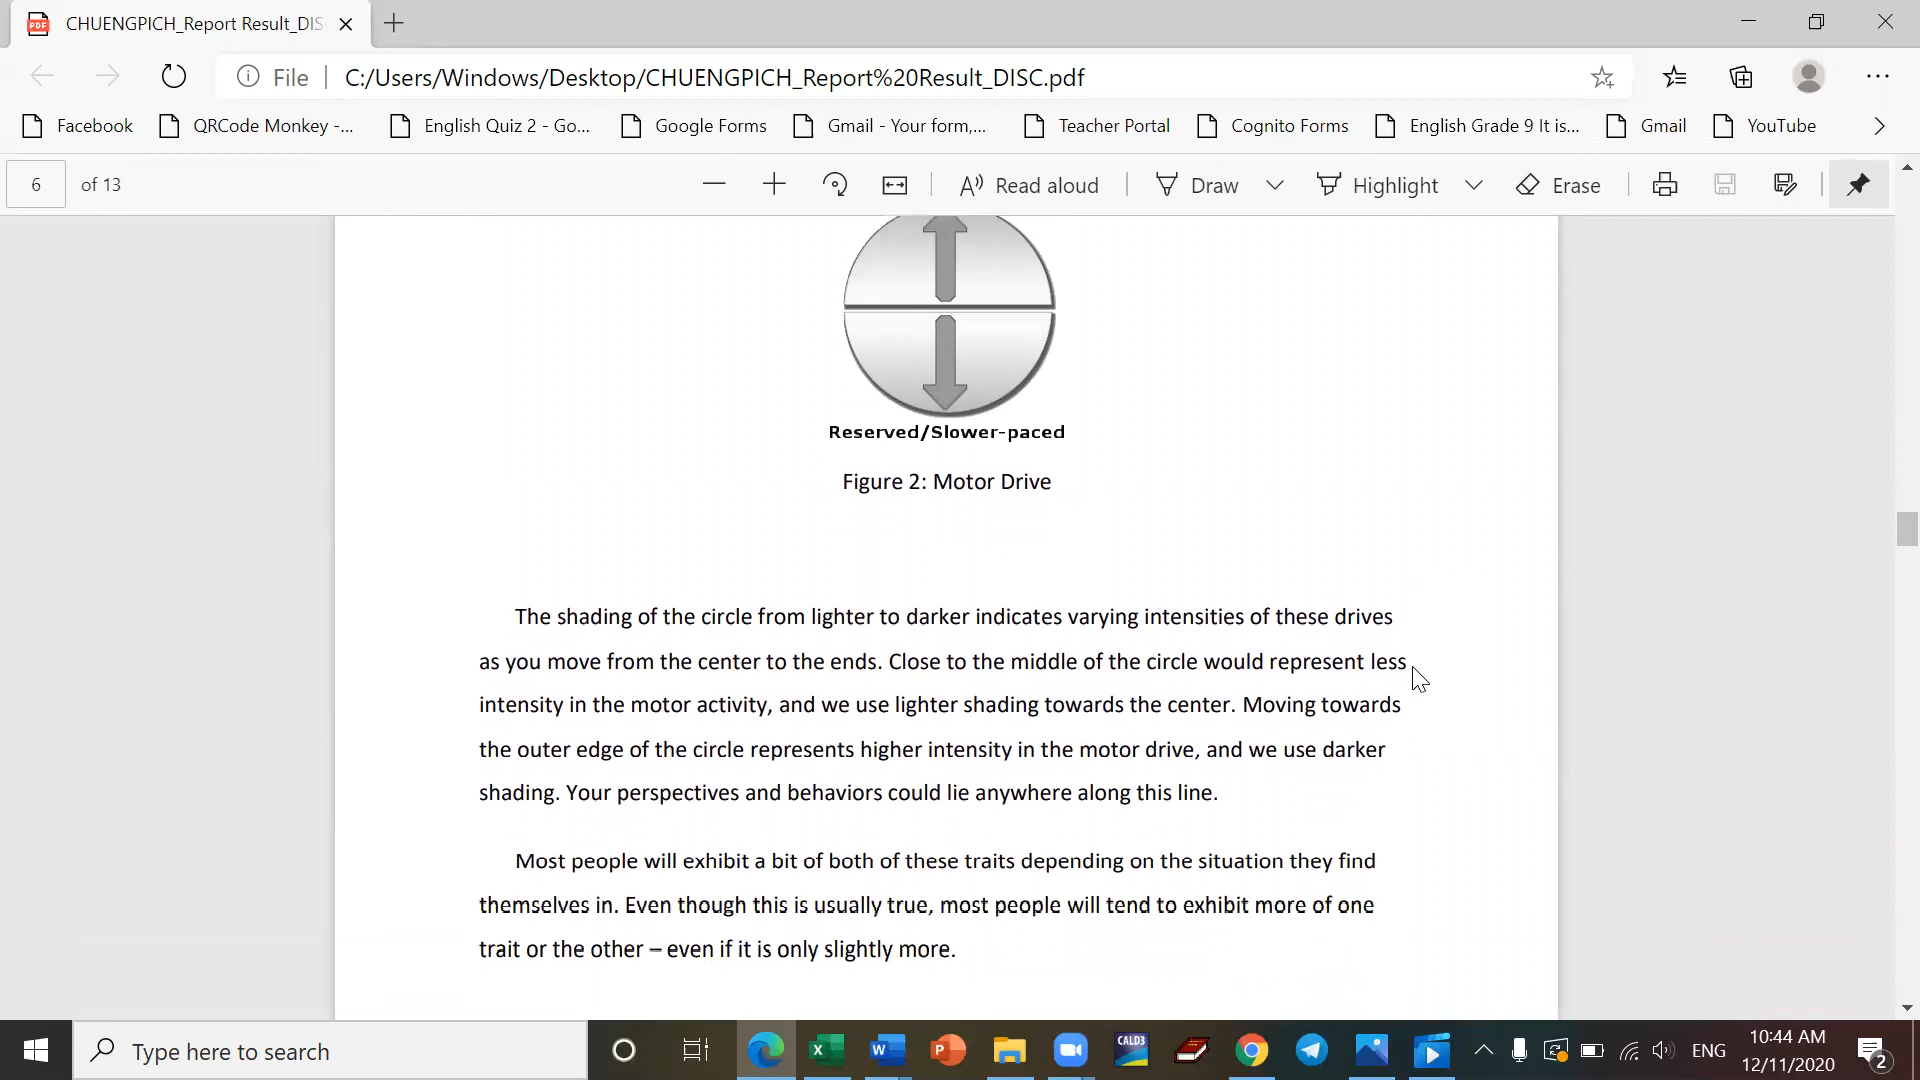 CHUENGPICH_Report Result_DIS
File
C:/Users/Windows/Desktop/CHUENGPICH_Report%20Result_DISC.pdf
Facebook
QRCode Monkey -...
English Quiz 2 - Go...
Google Forms
Gmail - Your form,...
Teacher Portal
Cognito Forms
English Grade 9 It is...
Gmail
YouTube
6 of 13
Read aloud
Draw
Highlight
Erase
Reserved/Slower-paced
Figure 2: Motor Drive
The shading of the circle from lighter to darker indicates varying intensities of these drives
as you move from the center to the ends. Close to the middle of the circle would represent less
intensity in the motor activity, and we use lighter shading towards the center. Moving towards
the outer edge of the circle represents higher intensity in the motor drive, and we use darker
shading. Your perspectives and behaviors could lie anywhere along this line.
Most people will exhibit a bit of both of these traits depending on the situation they find
themselves in. Even though this is usually true, most people will tend to exhibit more of one
trait or the other – even if it is only slightly more.
Type here to search
CALD3
ENG
10:44 AM
12/11/2020
2